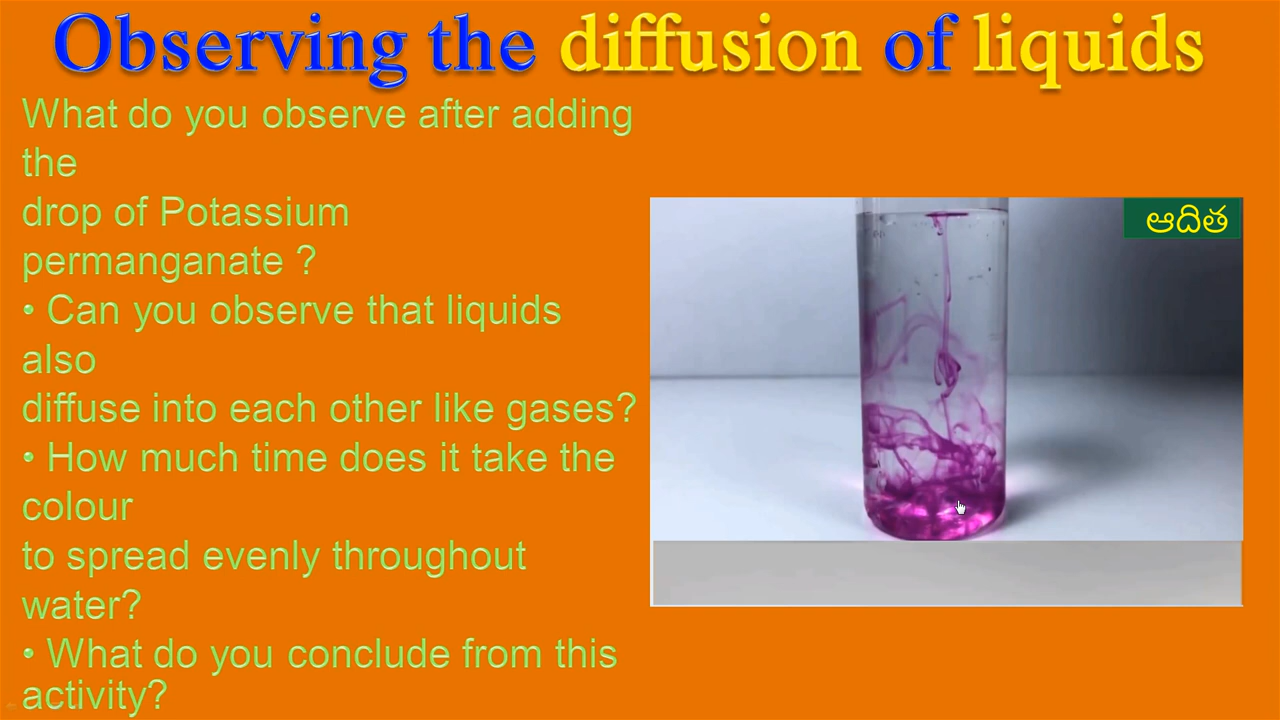 Observing the diffusion of liquids
What do you observe after adding
the
drop of Potassium
permanganate ?
• Can you observe that liquids
also
diffuse into each other like gases?
• How much time does it take the
colour
to spread evenly throughout
water?
• What do you conclude from this
activity?
ఆదిత